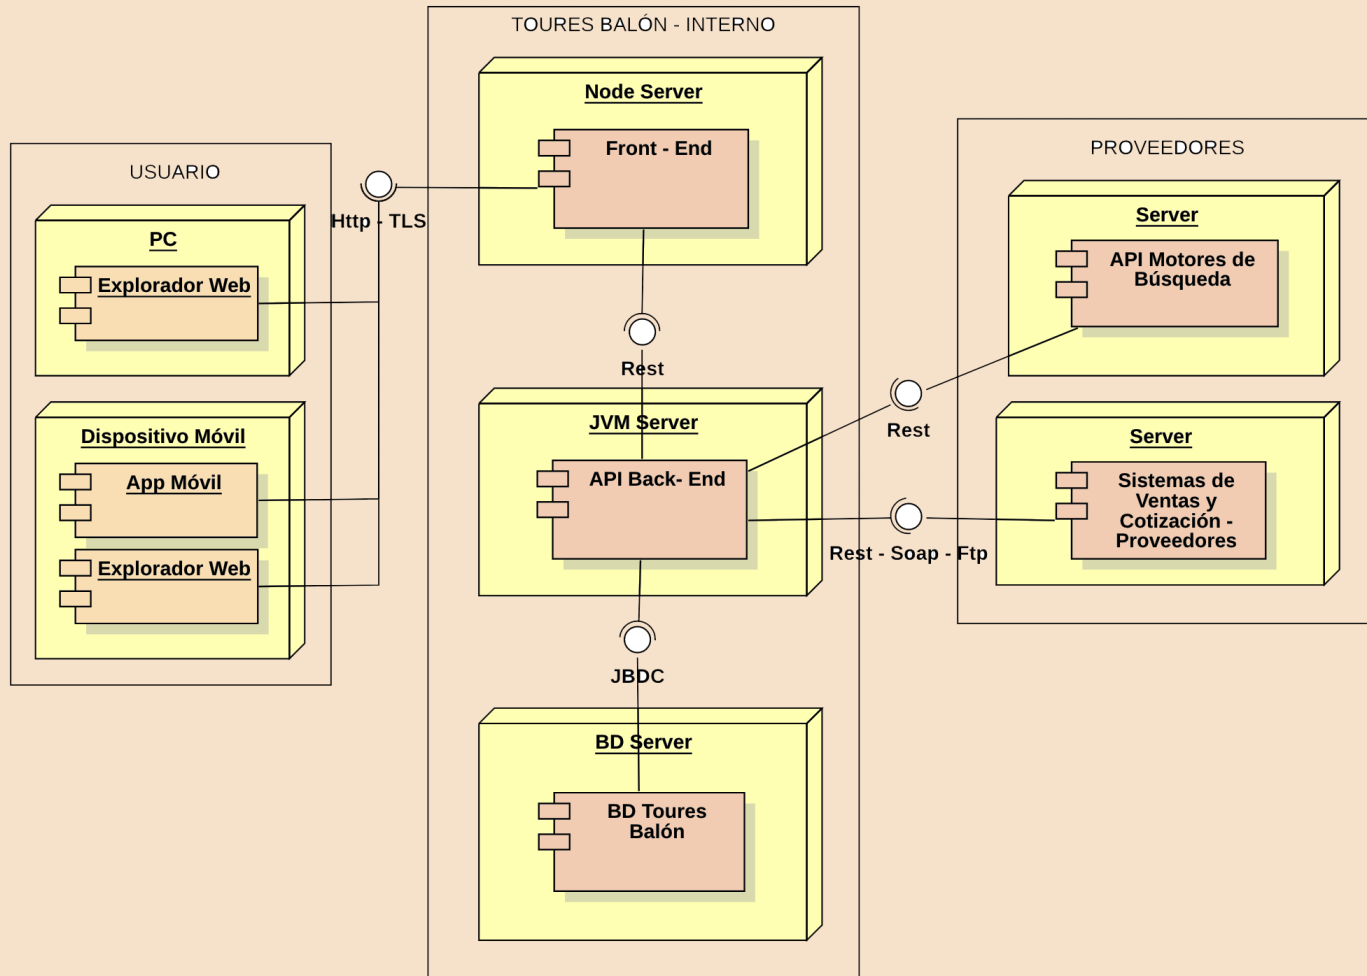 TOURES BALÓN - INTERNO
USUARIO
PC
Explorador Web
Dispositivo Móvil
App Móvil
Explorador Web
Http - TLS
Node Server
Front - End
Rest
JVM Server
API Back- End
JBDC
BD Server
BD Toures
Balón
Rest
Rest - Soap - Ftp
PROVEEDORES
Server
API Motores de
Búsqueda
Server
Sistemas de
Ventas y
Cotización -
Proveedores